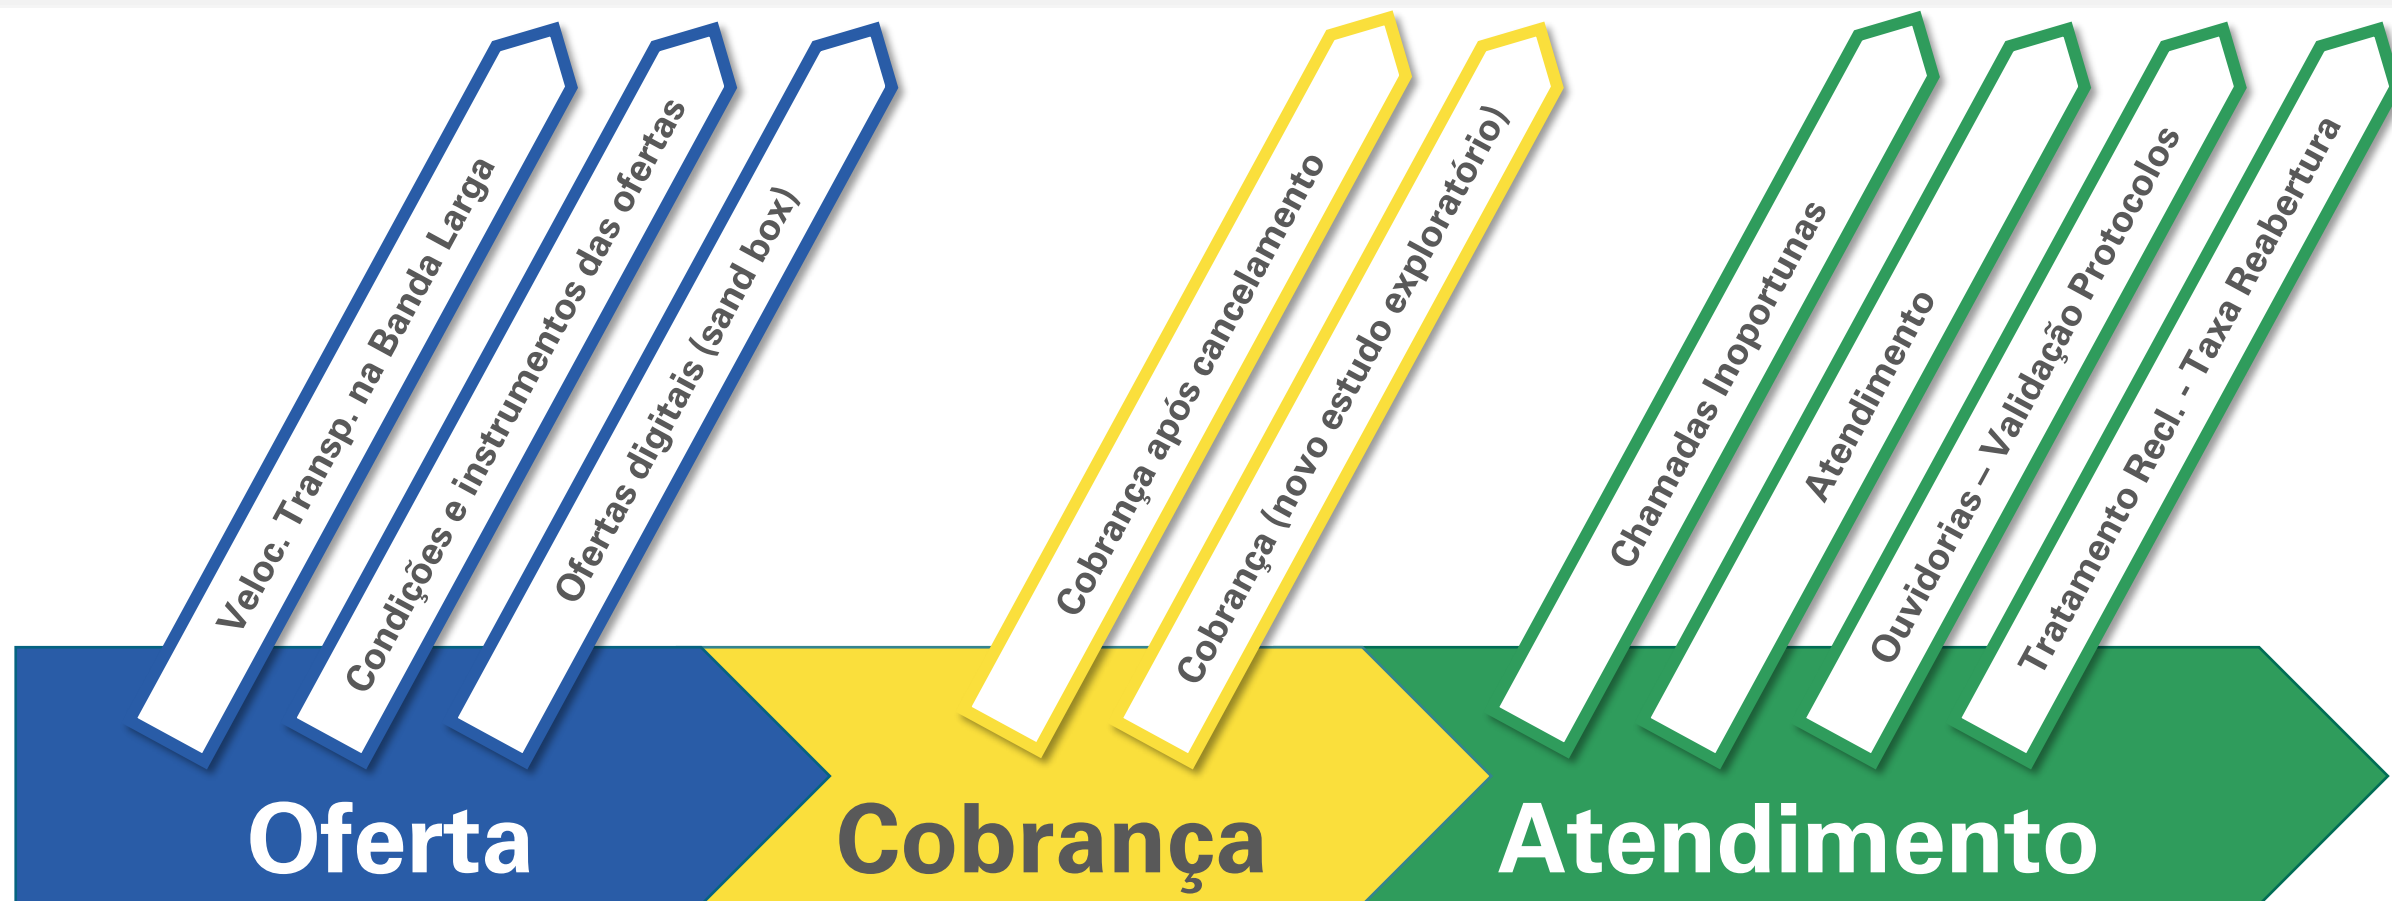 Veloc. Transp. na Banda Larga
Condições e instrumentos das ofertas
Ofertas digitais (sand box)
Cobrança após cancelamento
Cobrança (novo estudo exploratório)
Chamadas Inoportunas
Atendimento
Ouvidorias – Validação Protocolos
Tratamento Recl. - Taxa Reabertura
Oferta
Cobrança
Atendimento